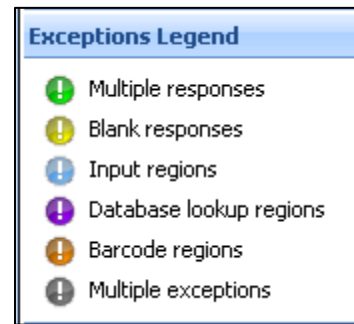 Exceptions Legend
Multiple responses
Blank responses
Input regions
Database lookup regions
Barcode regions
Multiple exceptions